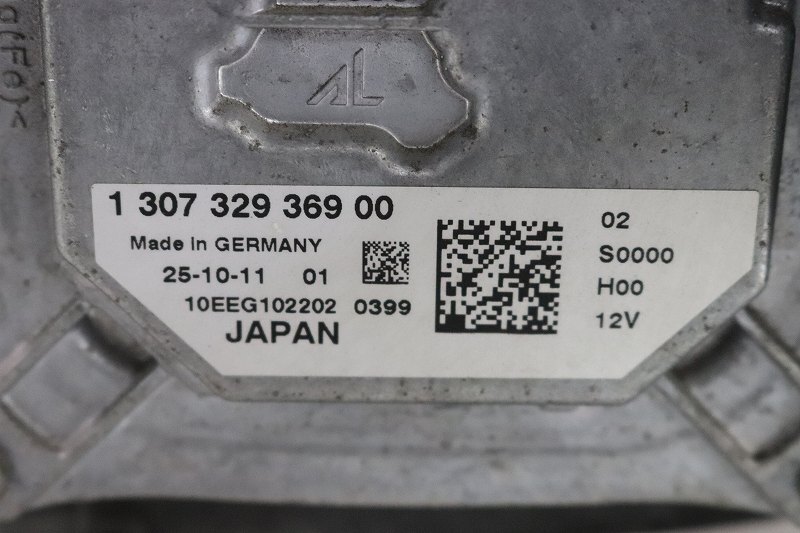 AL
1 307 329 369 00
Made in GERMANY
25-10-11 01
10EEG102202 0399
JAPAN
02
S0000
H00
12V